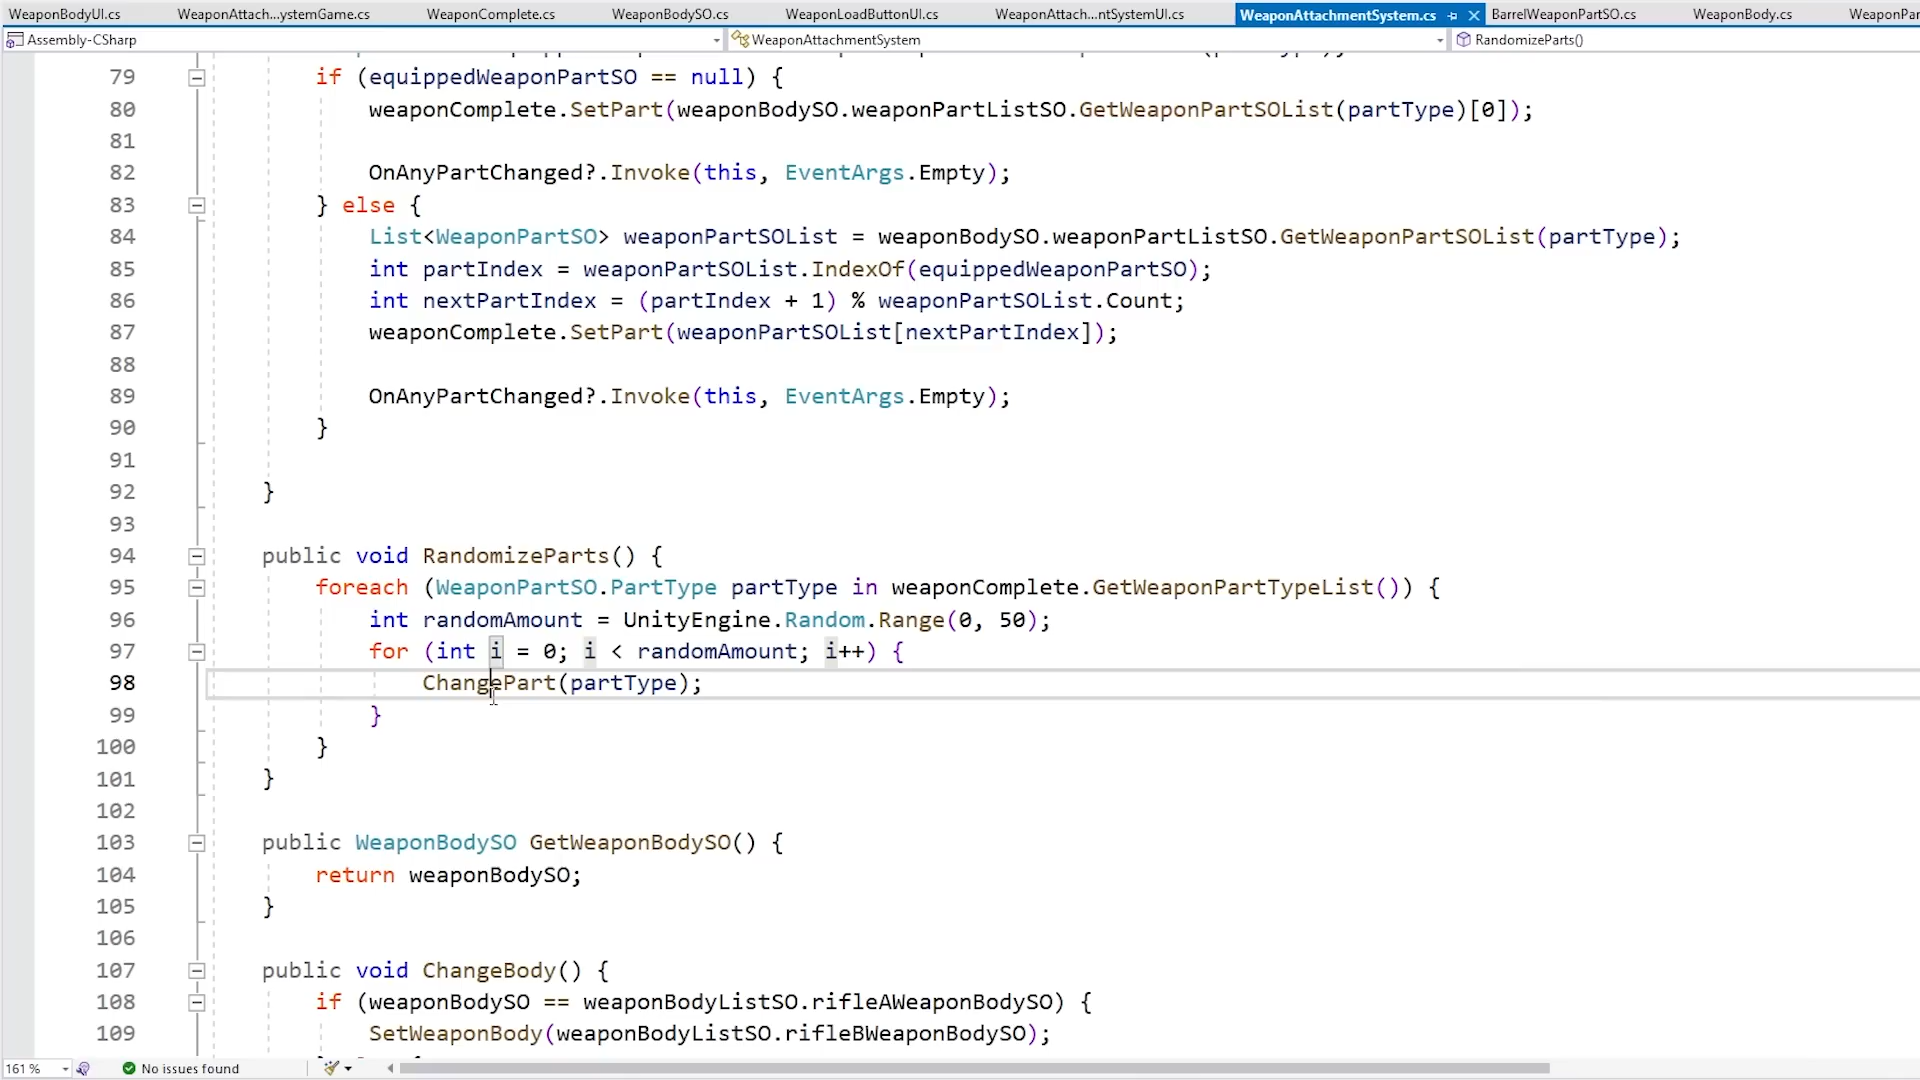 WeaponBodyUI.cs WeaponAttach...ystemGame.cs WeaponComplete.cs WeaponBodySO.cs WeaponLoadButtonUI.cs WeaponAttach...ntSystemUI.cs WeaponAttachmentSystem.cs BarrelWeaponPartSO.cs WeaponBody.cs WeaponPar
Assembly-CSharp WeaponAttachmentSystem RandomizeParts()
79 if (equippedWeaponPartSO == null) {
80 weaponComplete.SetPart(weaponBodySO.weaponPartListSO.GetWeaponPartSOList(partType)[0]);
81
82 OnAnyPartChanged?.Invoke(this, EventArgs.Empty);
83 } else {
84 List<WeaponPartSO> weaponPartSOList = weaponBodySO.weaponPartListSO.GetWeaponPartSOList(partType);
85 int partIndex = weaponPartSOList.IndexOf(equippedWeaponPartSO);
86 int nextPartIndex = (partIndex + 1) % weaponPartSOList.Count;
87 weaponComplete.SetPart(weaponPartSOList[nextPartIndex]);
88
89 OnAnyPartChanged?.Invoke(this, EventArgs.Empty);
90 }
91
92 }
93
94 public void RandomizeParts() {
95 foreach (WeaponPartSO.PartType partType in weaponComplete.GetWeaponPartTypeList()) {
96 int randomAmount = UnityEngine.Random.Range(0, 50);
97 for (int i = 0; i < randomAmount; i++) {
98 ChangePart(partType);
99 }
100 }
101 }
102
103 public WeaponBodySO GetWeaponBodySO() {
104 return weaponBodySO;
105 }
106
107 public void ChangeBody() {
108 if (weaponBodySO == weaponBodyListSO.rifleAWeaponBodySO) {
109 SetWeaponBody(weaponBodyListSO.rifleBWeaponBodySO);
161 % No issues found